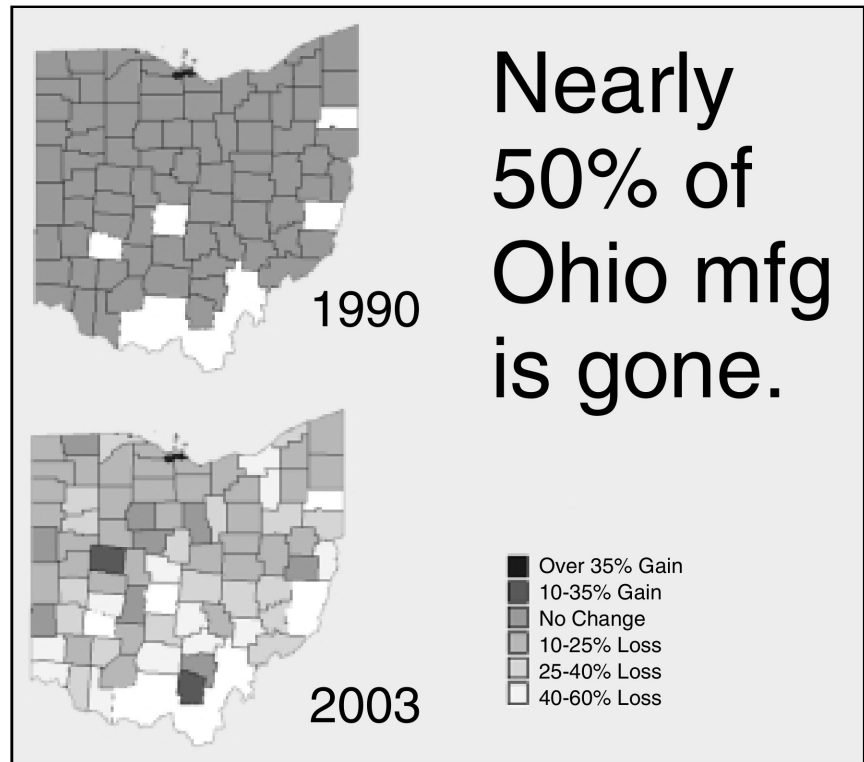 Nearly
50% of
Ohio mfg
is gone.
1990
2003
Over 35% Gain
10-35% Gain
No Change
10-25% Loss
25-40% Loss
40-60% Loss